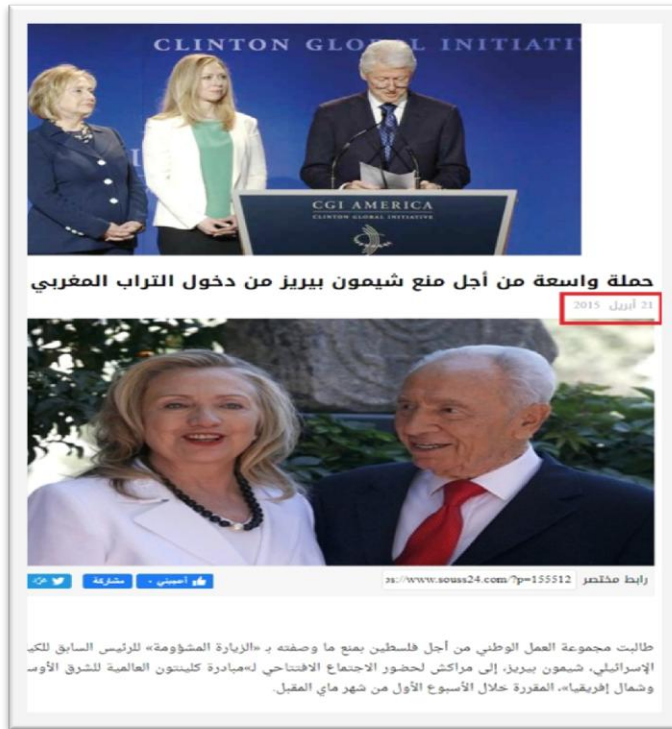 CLINTON GLOBAL INITIATI
CGI AMERICA
CLINTON GLOBAL INITIATIVE
حملة واسعة من أجل منع شيمون بيريز من دخول التراب المغربي
21 أبريل 2015
رابط مختصر s://www.souss24.com/?p=155512 أعجبني مشاركة
طالبت مجموعة العمل الوطني من أجل فلسطين بمنع ما وصفته بـ «الزيارة المشؤومة» للرئيس السابق للكي
الإسرائيلي، شيمون بيريز، إلى مراكش لحضور الاجتماع الافتتاحي لـ»مبادرة كلينتون العالمية للشرق الأوس
وشمال إفريقيا»، المقررة خلال الأسبوع الأول من شهر ماي المقبل.